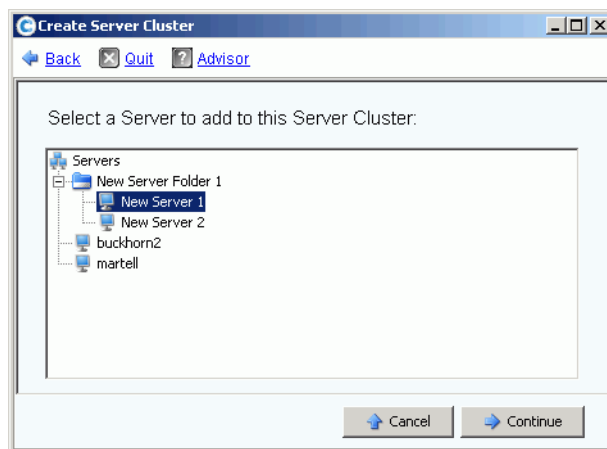 Create Server Cluster
Back Quit Advisor
Select a Server to add to this Server Cluster:
Servers
New Server Folder 1
New Server 1
New Server 2
buckhorn2
martell
Cancel Continue